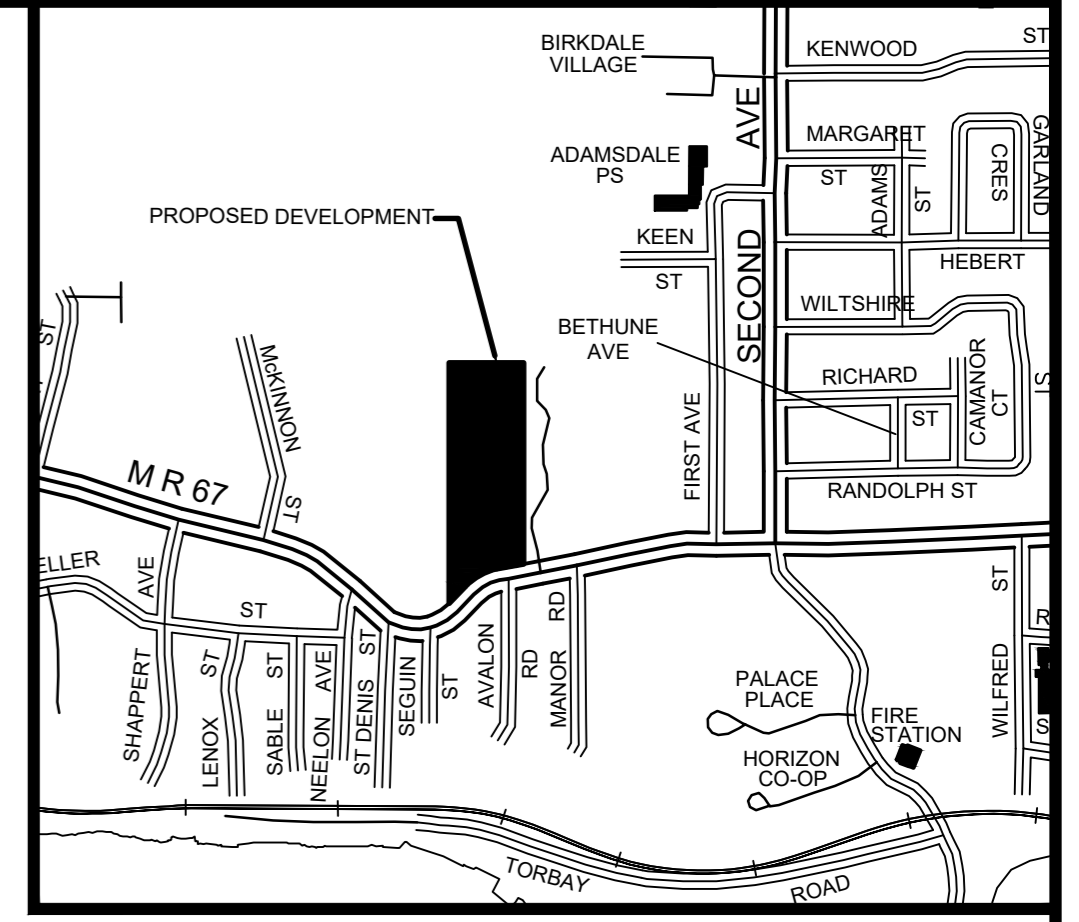 BIRKDALE
VILLAGE
KENWOOD
ST
AVE
MARGARET
ST
ADAMS
ST
CRES
GARLAND
ADAMSDALE
PS
PROPOSED DEVELOPMENT
KEEN
ST
SECOND
HEBERT
WILTSHIRE
BETHUNE
AVE
ST
McKINNON
ST
RICHARD
ST
CAMANOR
CT
FIRST AVE
RANDOLPH ST
M R 67
ELLER
AVE
ST
SHAPPERT
LENOX
ST
SABLE
ST
NEELON
AVE
ST DENIS
ST
SEGUIN
ST
AVALON
RD
MANOR
RD
WILFRED
ST
PALACE
PLACE
FIRE
STATION
HORIZON
CO-OP
TORBAY
ROAD